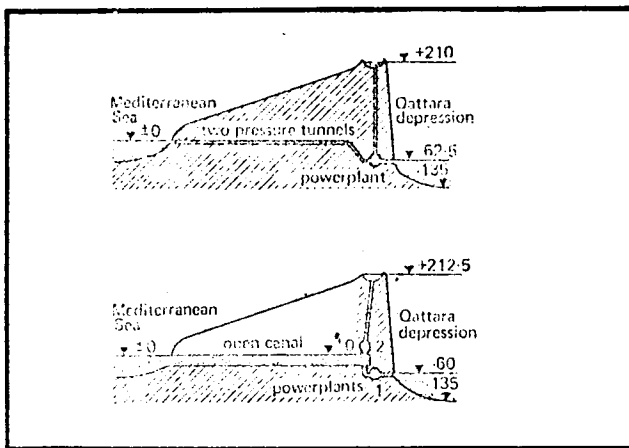 +210
Mediterranean
Sea
±0
two pressure tunnels
Qattara
depression
62·6
135
powerplant
+212·5
Mediterranean
Sea
±0
open canal
0
2
Qattara
depression
·60
·135
powerplants 1